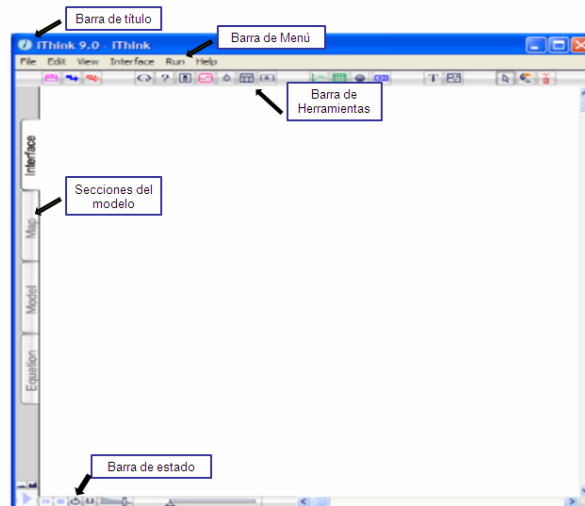 Barra de título
iThink 9.0 - iThink
Barra de Menú
File Edit View Interface Run Help
Barra de
Herramientas
Interface
Secciones del
modelo
Map
Model
Equation
Barra de estado